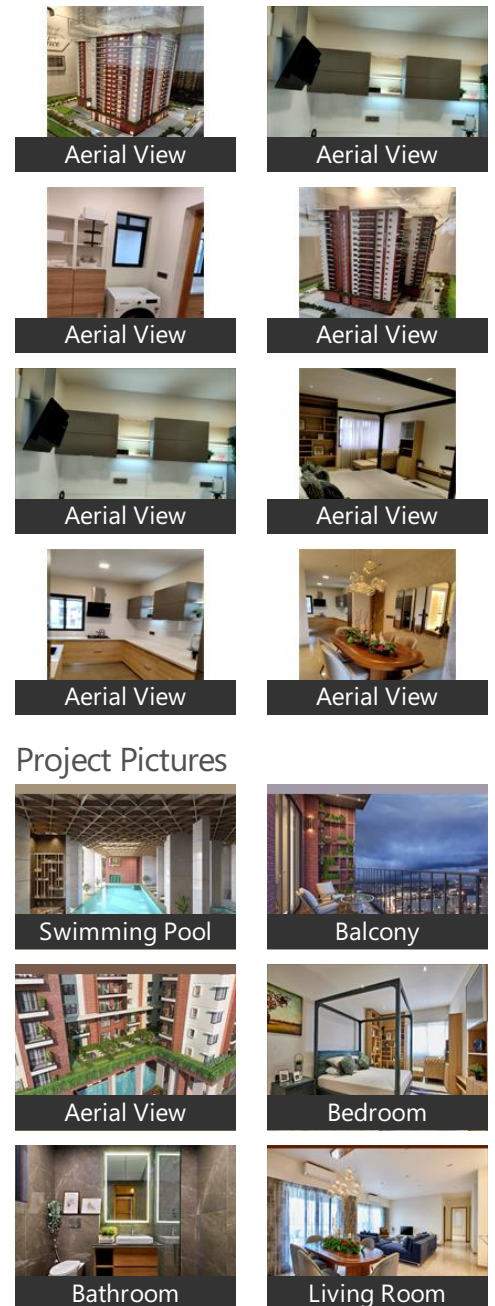 Aerial View
Aerial View
Aerial View
Aerial View
Aerial View
Aerial View
Aerial View
Aerial View
Project Pictures
Swimming Pool
Balcony
Aerial View
Bedroom
Bathroom
Living Room